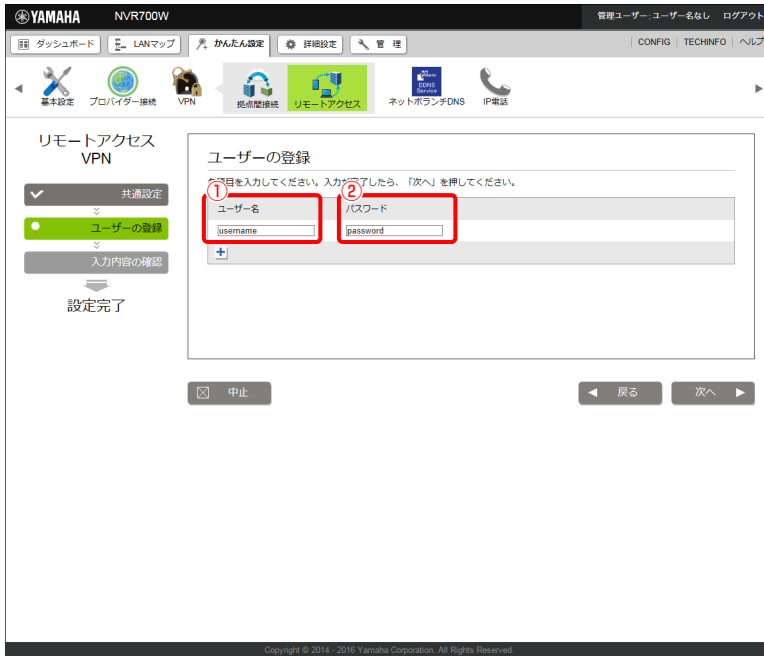 YAMAHA NVR700W 管理ユーザー：ユーザー名なし ログアウト
ダッシュボード LANマップ かんたん設定 詳細設定 管 理 CONFIG TECHINFO ヘルプ
基本設定 プロバイダー接続 VPN 拠点間接続 リモートアクセス Net Volante DDNS Service ネットボランチDNS IP電話
リモートアクセス
VPN
共通設定
ユーザーの登録
入力内容の確認
設定完了
ユーザーの登録
項目を入力してください。入力が完了したら、「次へ」を押してください。
① ②
ユーザー名 パスワード
username password
中止 戻る 次へ
Copyright © 2014 - 2016 Yamaha Corporation. All Rights Reserved.